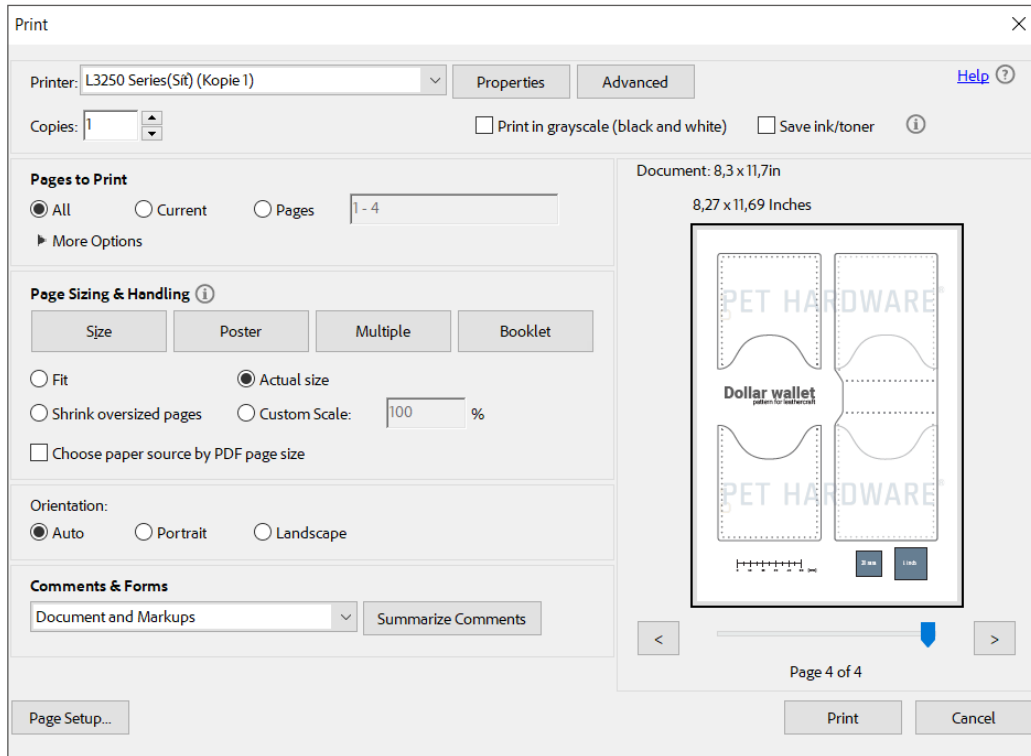 Print
Printer: L3250 Series(Síť) (Kopie 1)
Properties
Advanced
Help
Copies: 1
Print in grayscale (black and white)
Save ink/toner
Pages to Print
All
Current
Pages
1 - 4
More Options
Page Sizing & Handling
Size
Poster
Multiple
Booklet
Fit
Actual size
Shrink oversized pages
Custom Scale:
100
%
Choose paper source by PDF page size
Orientation:
Auto
Portrait
Landscape
Comments & Forms
Document and Markups
Summarize Comments
Document: 8,3 x 11,7in
8,27 x 11,69 Inches
PET HARDWARE®
Dollar wallet
pattern for leathercraft
PET HARDWARE®
1 inch
<
>
Page 4 of 4
Page Setup...
Print
Cancel